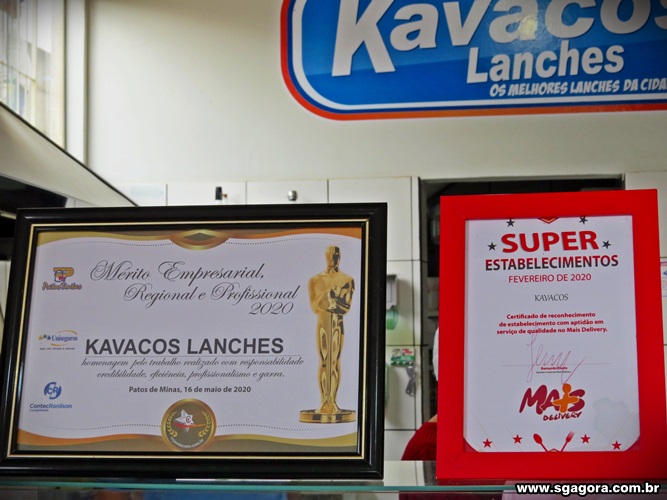 Kavacos
Lanches
OS MELHORES LANCHES DA CIDA
Mérito Empresarial,
Regional e Profissional
2020
Uniseguros
KAVACOS LANCHES
homenagem pelo trabalho realizado com responsabilidade
credibilidade, eficiência, profissionalismo e garra.
Patos de Minas, 16 de maio de 2020
ContecRonilson
SUPER
ESTABELECIMENTOS
FEVEREIRO DE 2020
KAVACOS
Certificado de reconhecimento
de estabelecimento com aptidão em
serviço de qualidade no Mais Delivery.
MAIS
DELIVERY
www.sgagora.com.br